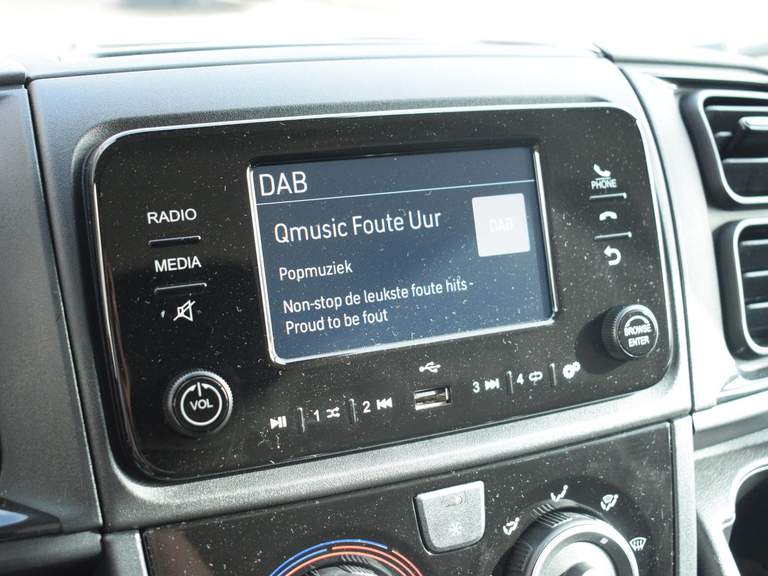 DAB
RADIO
Qmusic Foute Uur
DAB
MEDIA
Popmuziek
Non-stop de leukste foute hits -
Proud to be fout
PHONE
BROWSE
ENTER
VOL
1
2
3
4